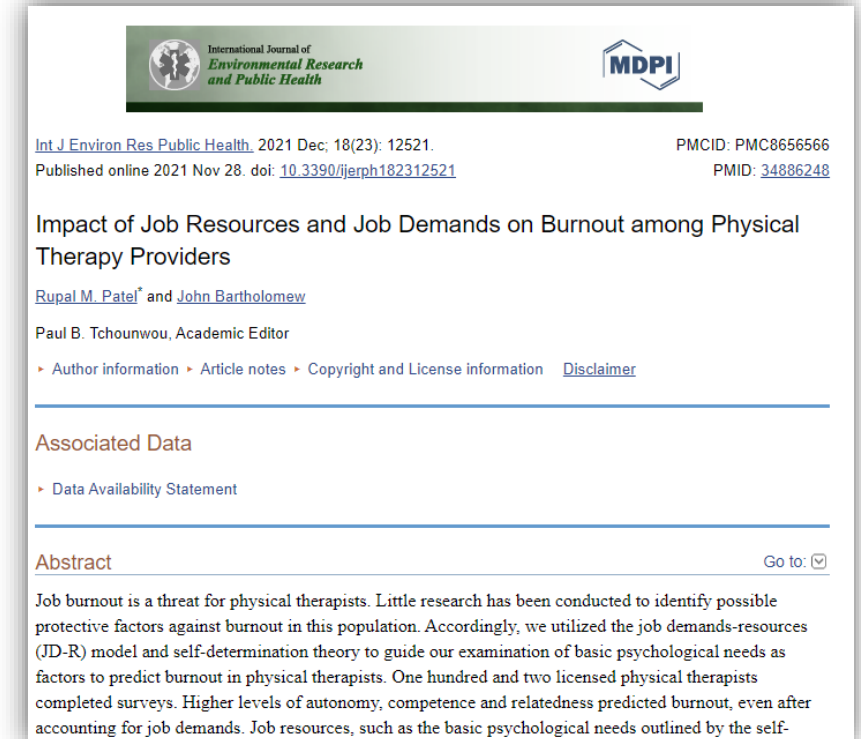 International Journal of
Environmental Research
and Public Health
MDPI
Int J Environ Res Public Health. 2021 Dec; 18(23): 12521.
PMCID: PMC8656566
Published online 2021 Nov 28. doi: 10.3390/ijerph182312521
PMID: 34886248
Impact of Job Resources and Job Demands on Burnout among Physical
Therapy Providers
Rupal M. Patel* and John Bartholomew
Paul B. Tchounwou, Academic Editor
▸ Author information ▸ Article notes ▸ Copyright and License information Disclaimer
Associated Data
▸ Data Availability Statement
Abstract
Go to:
Job burnout is a threat for physical therapists. Little research has been conducted to identify possible
protective factors against burnout in this population. Accordingly, we utilized the job demands-resources
(JD-R) model and self-determination theory to guide our examination of basic psychological needs as
factors to predict burnout in physical therapists. One hundred and two licensed physical therapists
completed surveys. Higher levels of autonomy, competence and relatedness predicted burnout, even after
accounting for job demands. Job resources, such as the basic psychological needs outlined by the self-